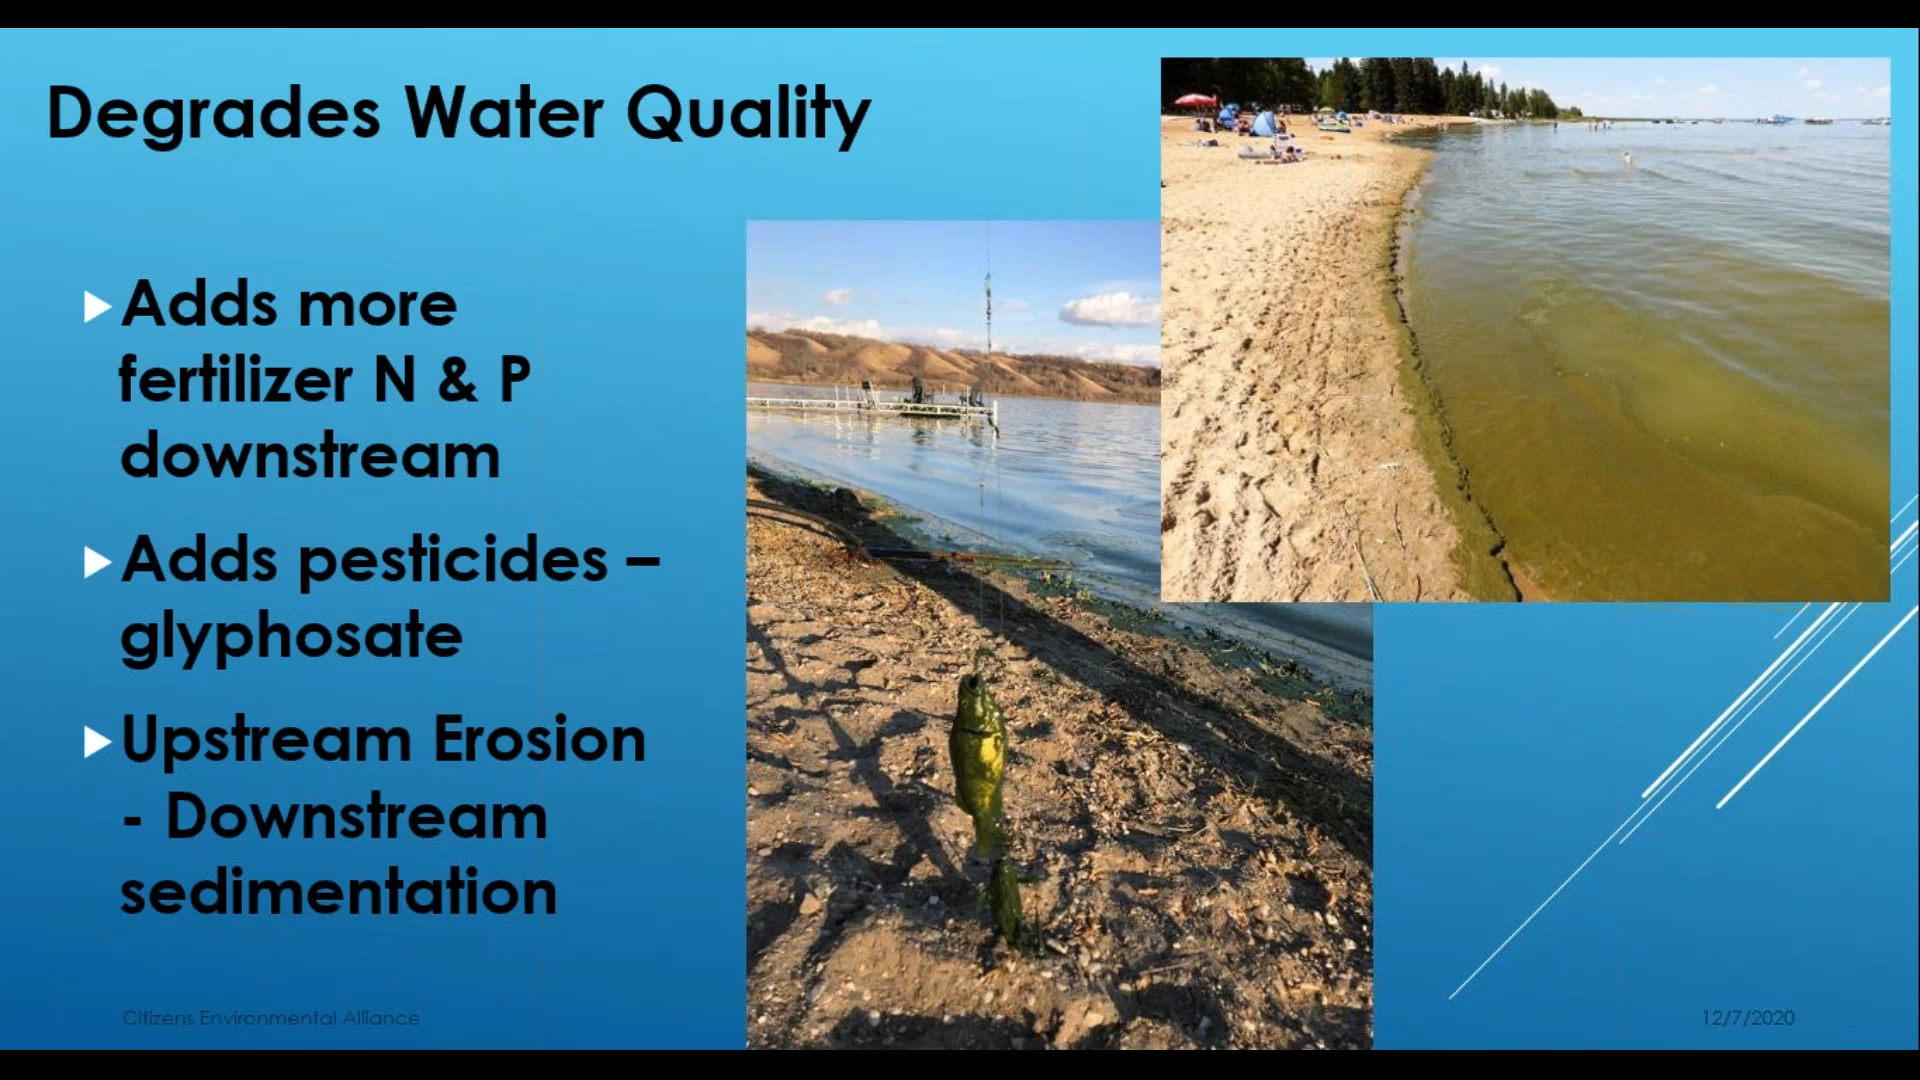 Degrades Water Quality
Adds more
fertilizer N & P
downstream
Adds pesticides –
glyphosate
Upstream Erosion
- Downstream
sedimentation
Citizens Environmental Alliance
12/7/2020